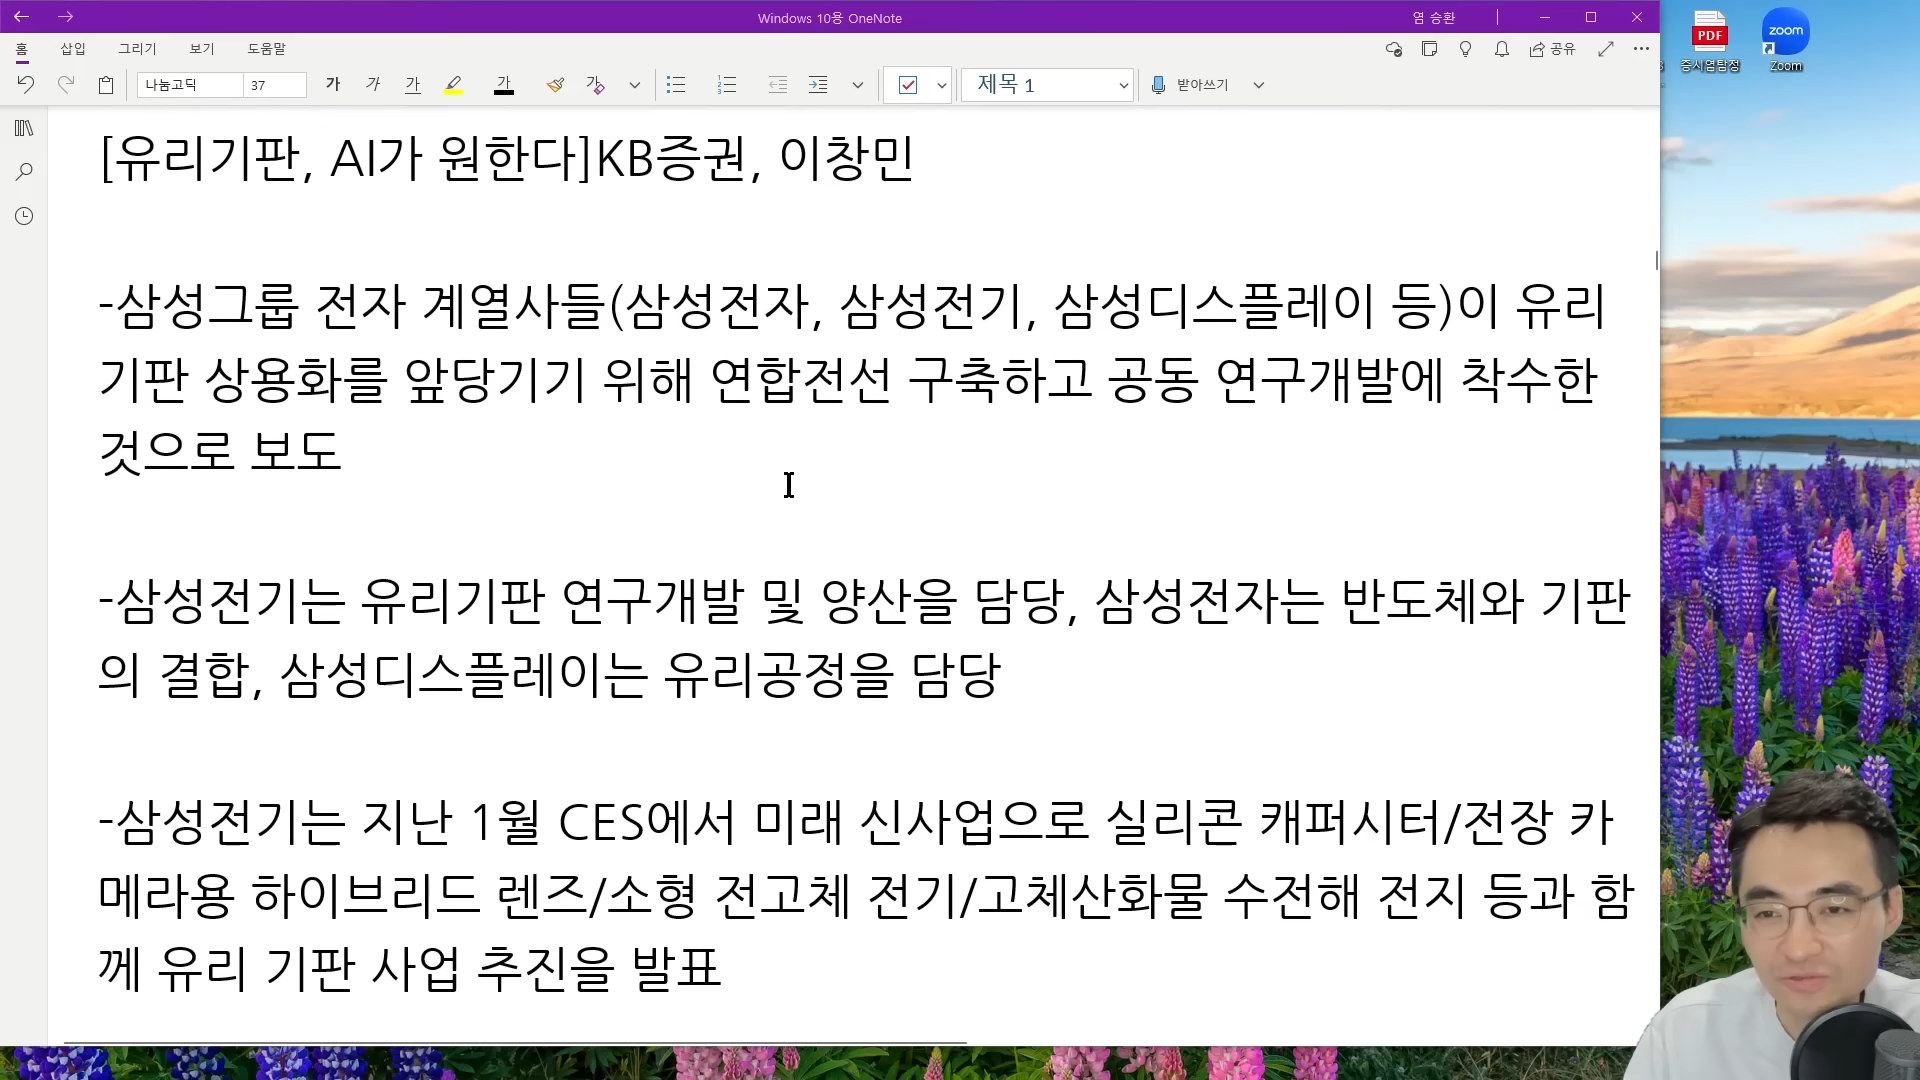 Windows 10용 OneNote
염 승환
홈 삽입 그리기 보기 도움말
공유
나눔고딕 37 가 가 가 가 가 제목 1 받아쓰기
PDF
증시염탐정
zoom
Zoom
[유리기판, AI가 원한다]KB증권, 이창민
-삼성그룹 전자 계열사들(삼성전자, 삼성전기, 삼성디스플레이 등)이 유리
기판 상용화를 앞당기기 위해 연합전선 구축하고 공동 연구개발에 착수한
것으로 보도
-삼성전기는 유리기판 연구개발 및 양산을 담당, 삼성전자는 반도체와 기판
의 결합, 삼성디스플레이는 유리공정을 담당
-삼성전기는 지난 1월 CES에서 미래 신사업으로 실리콘 캐퍼시터/전장 카
메라용 하이브리드 렌즈/소형 전고체 전기/고체산화물 수전해 전지 등과 함
께 유리 기판 사업 추진을 발표